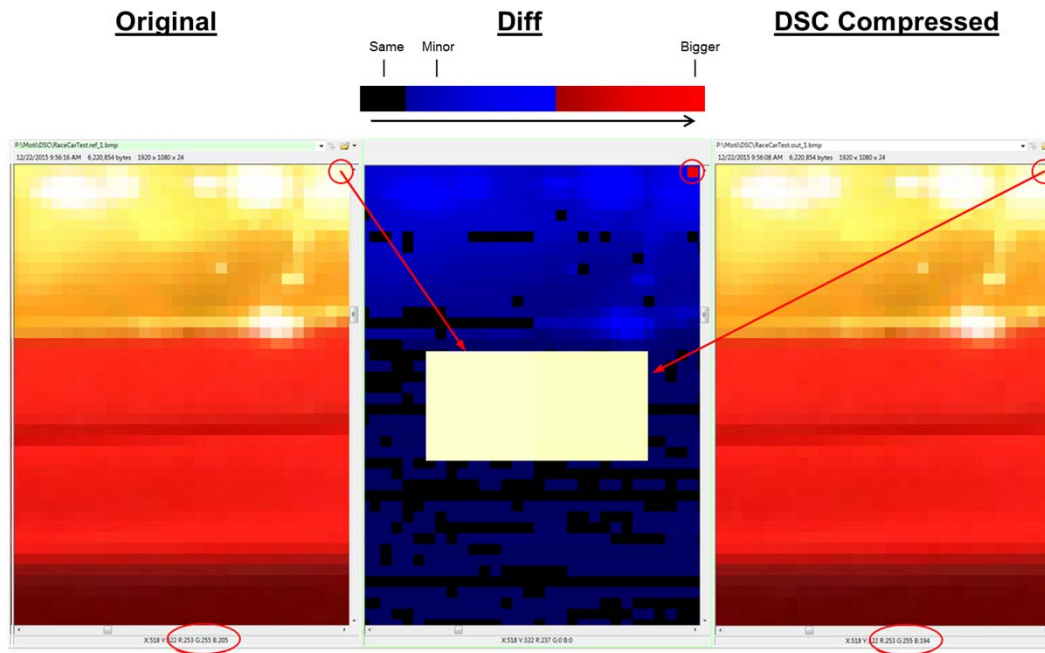 Original
Diff
DSC Compressed
Same
Minor
Bigger
P:\Moti\DSC\RaceCarTest.ref_1.bmp
12/22/2015 9:56:16 AM 6,220,854 bytes 1920 x 1080 x 24
P:\Moti\DSC\RaceCarTest.out_1.bmp
12/22/2015 9:56:08 AM 6,220,854 bytes 1920 x 1080 x 24
X:518 Y:322 R:253 G:255 B:205
X:518 Y:322 R:237 G:0 B:0
X:518 Y:322 R:253 G:255 B:194